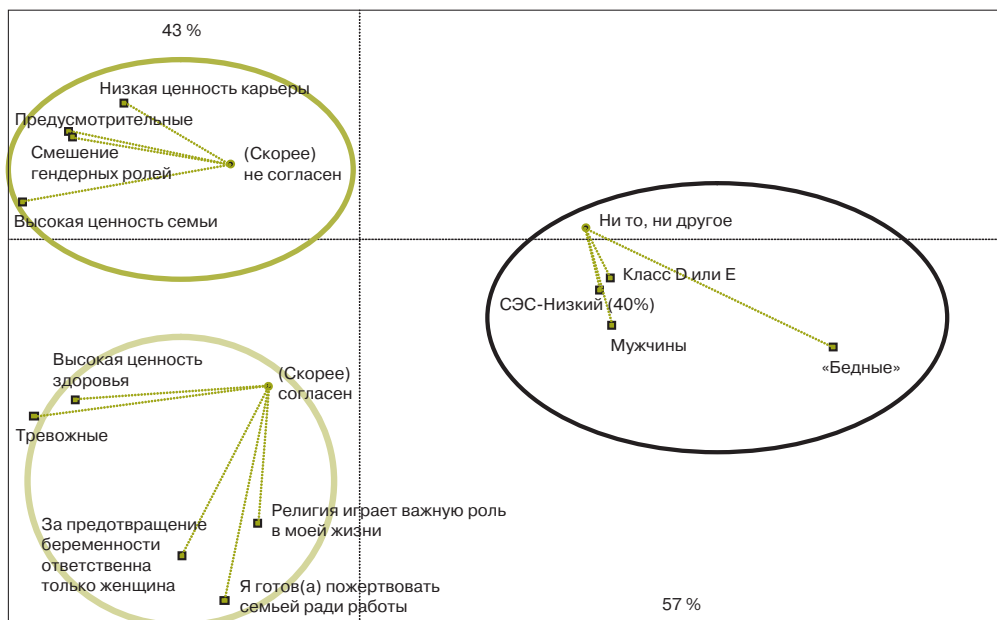 43 %
Низкая ценность карьеры
Предусмотрительные
Смешение
гендерных ролей
(Скорее)
не согласен
Высокая ценность семьи
Ни то, ни другое
Класс D или E
СЭС-Низкий (40%)
Мужчины
«Бедные»
Высокая ценность
здоровья
(Скорее)
согласен
Тревожные
Религия играет важную роль
в моей жизни
За предотвращение
беременности
ответственна
только женщина
Я готов(а) пожертвовать
семьей ради работы
57 %